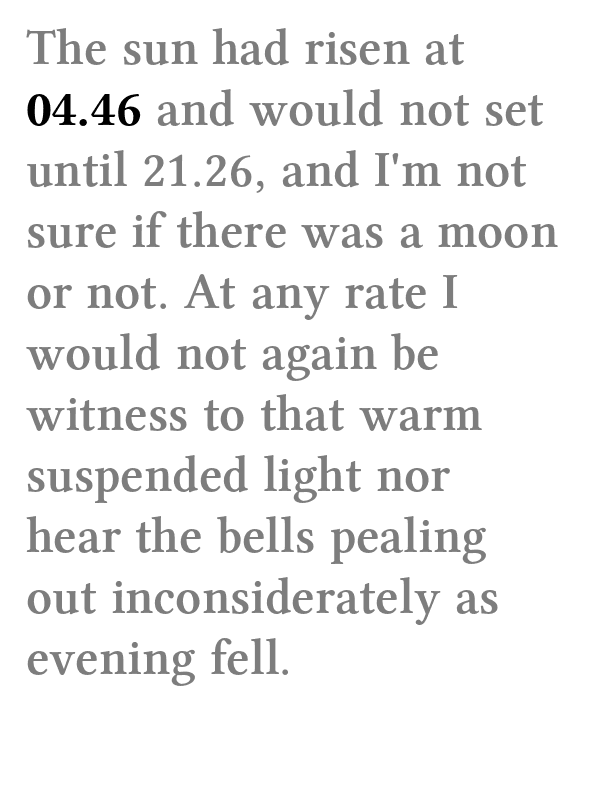 The sun had risen at
04.46 and would not set
until 21.26, and I'm not
sure if there was a moon
or not. At any rate I
would not again be
witness to that warm
suspended light nor
hear the bells pealing
out inconsiderately as
evening fell.